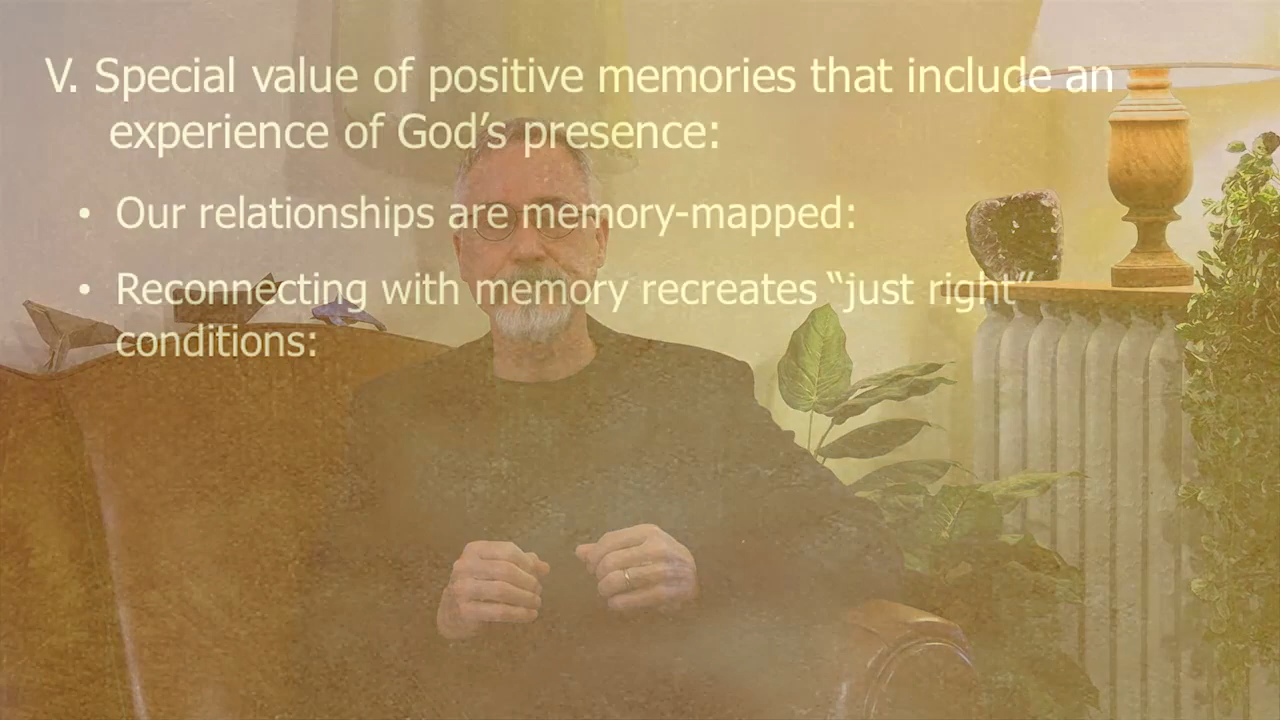 V. Special value of positive memories that include an
experience of God’s presence:
• Our relationships are memory-mapped:
• Reconnecting with memory recreates “just right”
conditions: